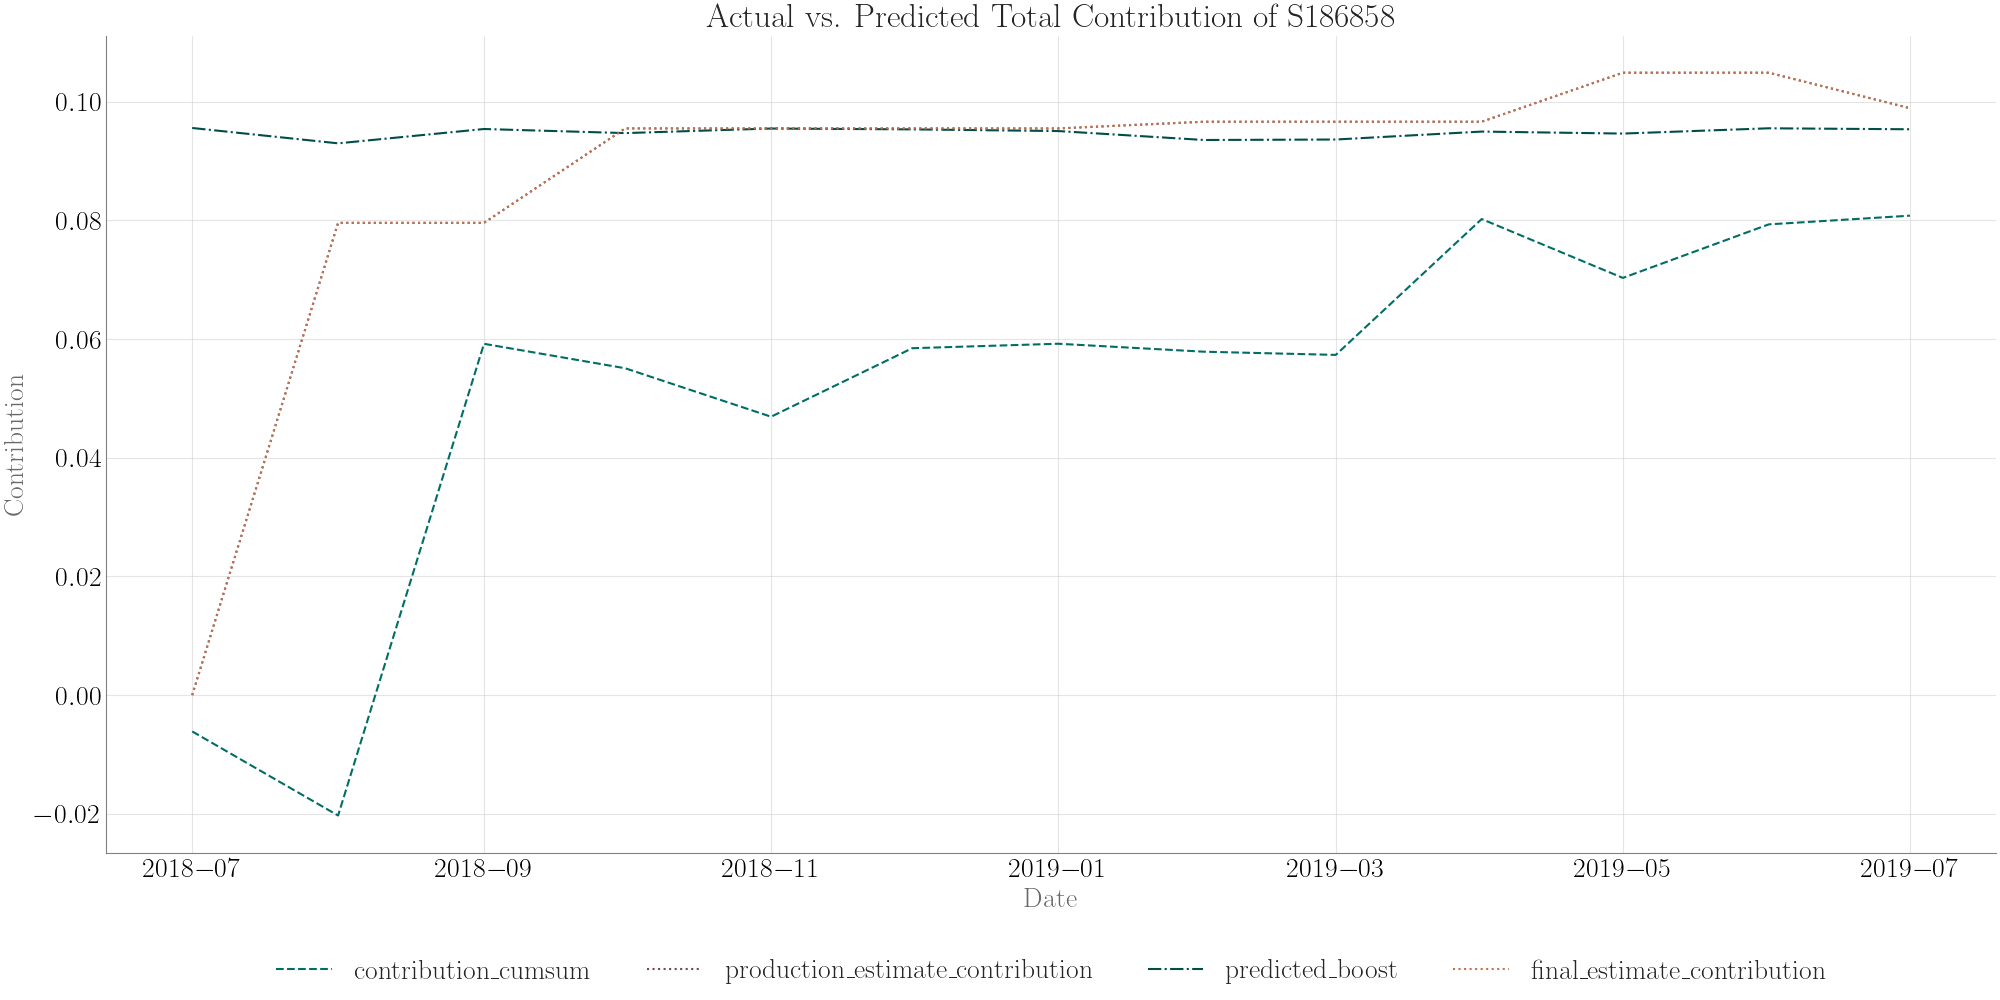 Actual vs. Predicted Total Contribution of S186858
Contribution
0.10
0.08
0.06
0.04
0.02
0.00
−0.02
2018−07 2018−09 2018−11 2019−01 2019−03 2019−05 2019−07
Date
contribution_cumsum production_estimate_contribution predicted_boost final_estimate_contribution